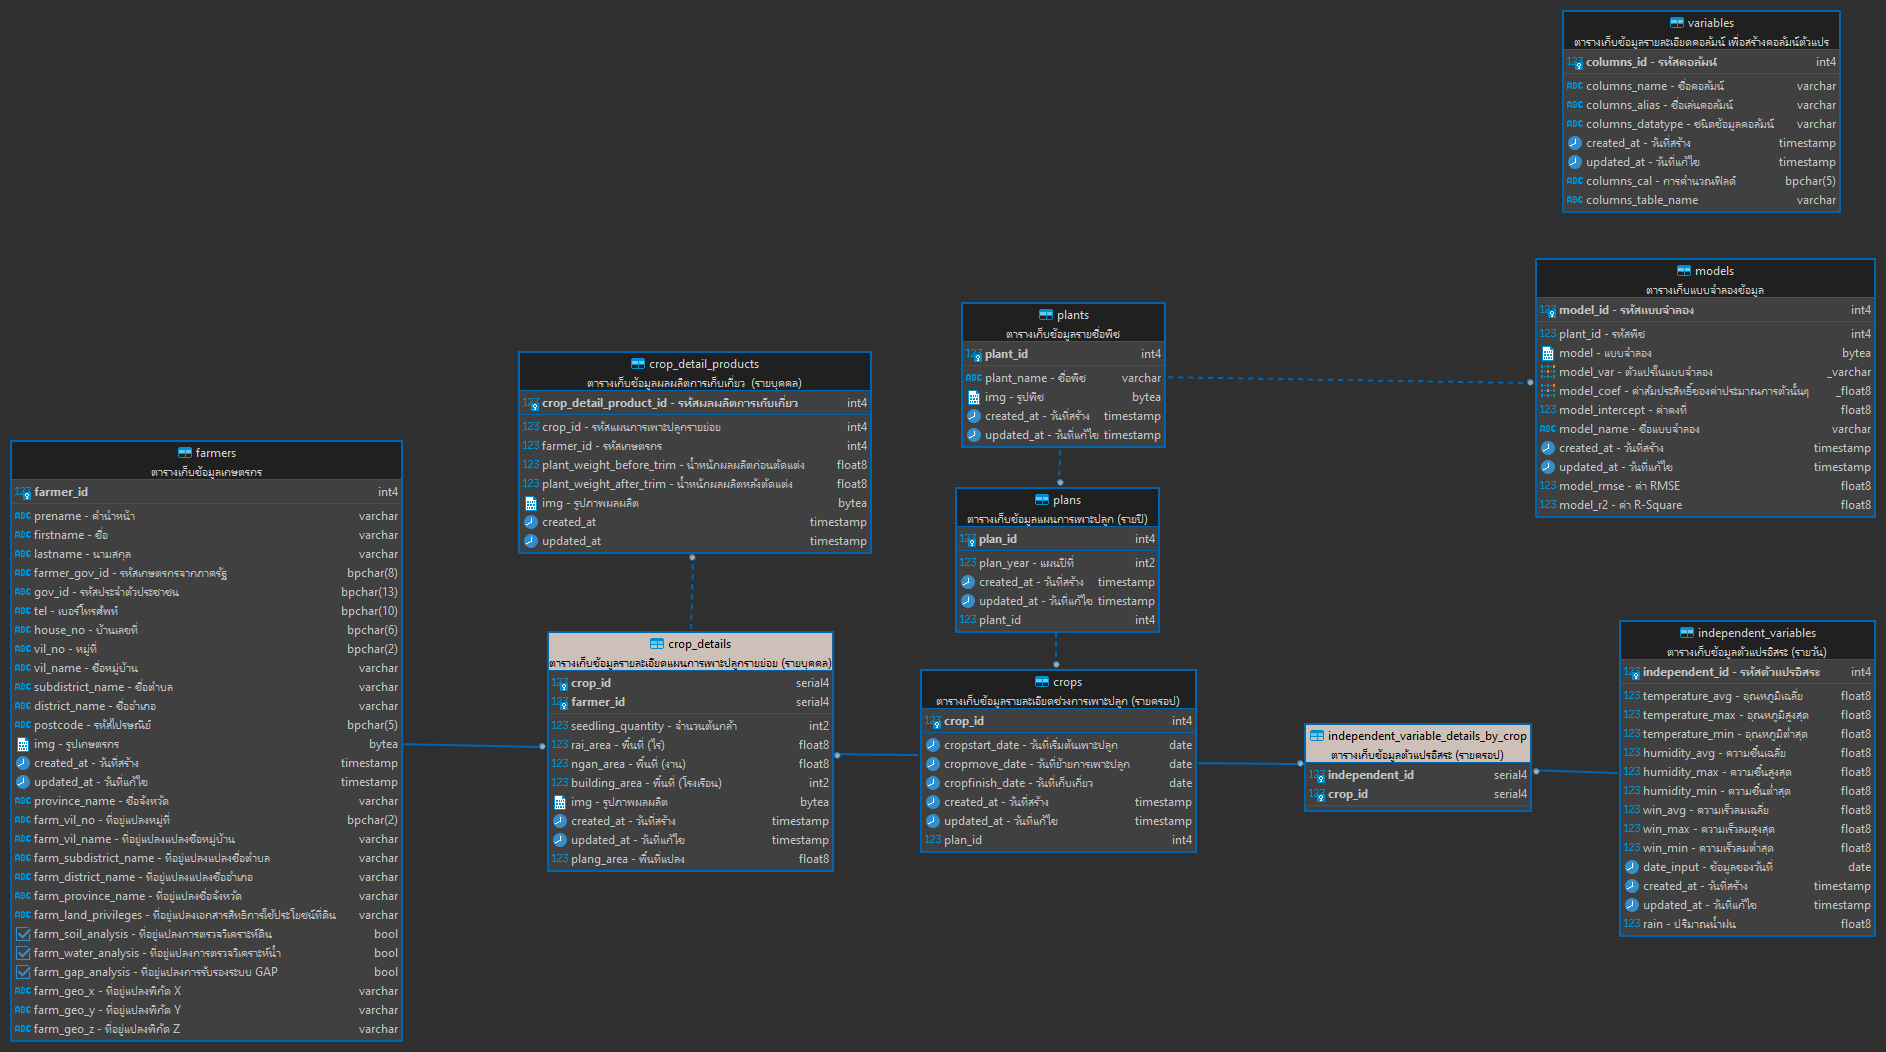 variables
ตารางเก็บข้อมูลรายละเอียดคอลัมน์ เพื่อสร้างคอลัมน์ตัวแปร
123 columns_id - รหัสคอลัมน์ int4
ABC columns_name - ชื่อคอลัมน์ varchar
ABC columns_alias - ชื่อเล่นคอลัมน์ varchar
ABC columns_datatype - ชนิดข้อมูลคอลัมน์ varchar
created_at - วันที่สร้าง timestamp
updated_at - วันที่แก้ไข timestamp
ABC columns_cal - การคำนวณฟิลด์ bpchar(5)
ABC columns_table_name varchar
models
ตารางเก็บแบบจำลองข้อมูล
123 model_id - รหัสแบบจำลอง int4
123 plant_id - รหัสพืช int4
model - แบบจำลอง bytea
model_var - ตัวแปรในแบบจำลอง _varchar
model_coef - ค่าสัมประสิทธิ์ของค่าประมาณการตัวนั้นๆ _float8
123 model_intercept - ค่าคงที่ float8
ABC model_name - ชื่อแบบจำลอง varchar
created_at - วันที่สร้าง timestamp
updated_at - วันที่แก้ไข timestamp
123 model_rmse - ค่า RMSE float8
123 model_r2 - ค่า R-Square float8
plants
ตารางเก็บข้อมูลรายชื่อพืช
123 plant_id int4
ABC plant_name - ชื่อพืช varchar
img - รูปพืช bytea
created_at - วันที่สร้าง timestamp
updated_at - วันที่แก้ไข timestamp
crop_detail_products
ตารางเก็บข้อมูลผลผลิตการเก็บเกี่ยว (รายบุคคล)
123 crop_detail_product_id - รหัสผลผลิตการเก็บเกี่ยว int4
123 crop_id - รหัสแผนการเพาะปลูกรายย่อย int4
123 farmer_id - รหัสเกษตรกร int4
123 plant_weight_before_trim - น้ำหนักผลผลิตก่อนตัดแต่ง float8
123 plant_weight_after_trim - น้ำหนักผลผลิตหลังตัดแต่ง float8
img - รูปภาพผลผลิต bytea
created_at timestamp
updated_at timestamp
farmers
ตารางเก็บข้อมูลเกษตรกร
123 farmer_id int4
ABC prename - คำนำหน้า varchar
ABC firstname - ชื่อ varchar
ABC lastname - นามสกุล varchar
ABC farmer_gov_id - รหัสเกษตรกรจากภาครัฐ bpchar(8)
ABC gov_id - รหัสประจำตัวประชาชน bpchar(13)
ABC tel - เบอร์โทรศัพท์ bpchar(10)
ABC house_no - บ้านเลขที่ bpchar(6)
ABC vil_no - หมู่ที่ bpchar(2)
ABC vil_name - ชื่อหมู่บ้าน varchar
ABC subdistrict_name - ชื่อตำบล varchar
ABC district_name - ชื่ออำเภอ varchar
ABC postcode - รหัสไปรษณีย์ bpchar(5)
img - รูปเกษตรกร bytea
created_at - วันที่สร้าง timestamp
updated_at - วันที่แก้ไข timestamp
ABC province_name - ชื่อจังหวัด varchar
ABC farm_vil_no - ที่อยู่แปลงหมู่ที่ bpchar(2)
ABC farm_vil_name - ที่อยู่แปลงแปลงชื่อหมู่บ้าน varchar
ABC farm_subdistrict_name - ที่อยู่แปลงแปลงชื่อตำบล varchar
ABC farm_district_name - ที่อยู่แปลงแปลงชื่ออำเภอ varchar
ABC farm_province_name - ที่อยู่แปลงชื่อจังหวัด varchar
ABC farm_land_privileges - ที่อยู่แปลงเอกสารสิทธิการใช้ประโยชน์ที่ดิน varchar
farm_soil_analysis - ที่อยู่แปลงการตรวจวิเคราะห์ดิน bool
farm_water_analysis - ที่อยู่แปลงการตรวจวิเคราะห์น้ำ bool
farm_gap_analysis - ที่อยู่แปลงการรับรองระบบ GAP bool
ABC farm_geo_x - ที่อยู่แปลงพิกัด X varchar
ABC farm_geo_y - ที่อยู่แปลงพิกัด Y varchar
ABC farm_geo_z - ที่อยู่แปลงพิกัด Z varchar
plans
ตารางเก็บข้อมูลแผนการเพาะปลูก (รายปี)
123 plan_id int4
123 plan_year - แผนปีที่ int2
created_at - วันที่สร้าง timestamp
updated_at - วันที่แก้ไข timestamp
123 plant_id int4
crop_details
ตารางเก็บข้อมูลรายละเอียดแผนการเพาะปลูกรายย่อย (รายบุคคล)
123 crop_id serial4
123 farmer_id serial4
123 seedling_quantity - จำนวนต้นกล้า int2
123 rai_area - พื้นที่ (ไร่) float8
123 ngan_area - พื้นที่ (งาน) float8
123 building_area - พื้นที่ (โรงเรือน) int2
img - รูปภาพผลผลิต bytea
created_at - วันที่สร้าง timestamp
updated_at - วันที่แก้ไข timestamp
123 plang_area - พื้นที่แปลง float8
crops
ตารางเก็บข้อมูลรายละเอียดช่วงการเพาะปลูก (รายครอป)
123 crop_id int4
cropstart_date - วันที่เริ่มต้นเพาะปลูก date
cropmove_date - วันที่ย้ายการเพาะปลูก date
cropfinish_date - วันที่เก็บเกี่ยว date
created_at - วันที่สร้าง timestamp
updated_at - วันที่แก้ไข timestamp
123 plan_id int4
independent_variable_details_by_crop
ตารางเก็บข้อมูลตัวแปรอิสระ (รายครอป)
123 independent_id serial4
123 crop_id serial4
independent_variables
ตารางเก็บข้อมูลตัวแปรอิสระ (รายวัน)
123 independent_id - รหัสตัวแปรอิสระ int4
123 temperature_avg - อุณหภูมิเฉลี่ย float8
123 temperature_max - อุณหภูมิสูงสุด float8
123 temperature_min - อุณหภูมิต่ำสุด float8
123 humidity_avg - ความชื้นเฉลี่ย float8
123 humidity_max - ความชื้นสูงสุด float8
123 humidity_min - ความชื้นต่ำสุด float8
123 win_avg - ความเร็วลมเฉลี่ย float8
123 win_max - ความเร็วลมสูงสุด float8
123 win_min - ความเร็วลมต่ำสุด float8
date_input - ข้อมูลของวันที่ date
created_at - วันที่สร้าง timestamp
updated_at - วันที่แก้ไข timestamp
123 rain - ปริมาณน้ำฝน float8